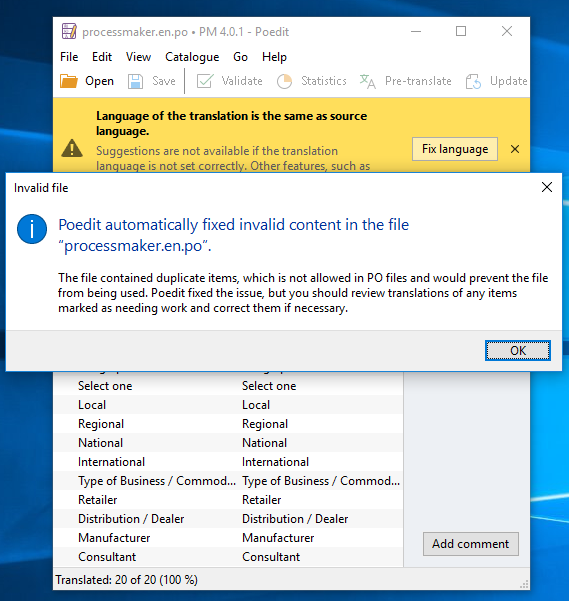 processmaker.en.po • PM 4.0.1 - Poedit
File Edit View Catalogue Go Help
Open Save Validate Statistics Pre-translate Update
Language of the translation is the same as source
language.
Suggestions are not available if the translation
language is not set correctly. Other features, such as
Fix language
Invalid file
Poedit automatically fixed invalid content in the file
“processmaker.en.po”.
The file contained duplicate items, which is not allowed in PO files and would prevent the file
from being used. Poedit fixed the issue, but you should review translations of any items
marked as needing work and correct them if necessary.
OK
Select one Select one
Local Local
Regional Regional
National National
International International
Type of Business / Commod... Type of Business / Commod...
Retailer Retailer
Distribution / Dealer Distribution / Dealer
Manufacturer Manufacturer
Consultant Consultant
Add comment
Translated: 20 of 20 (100 %)